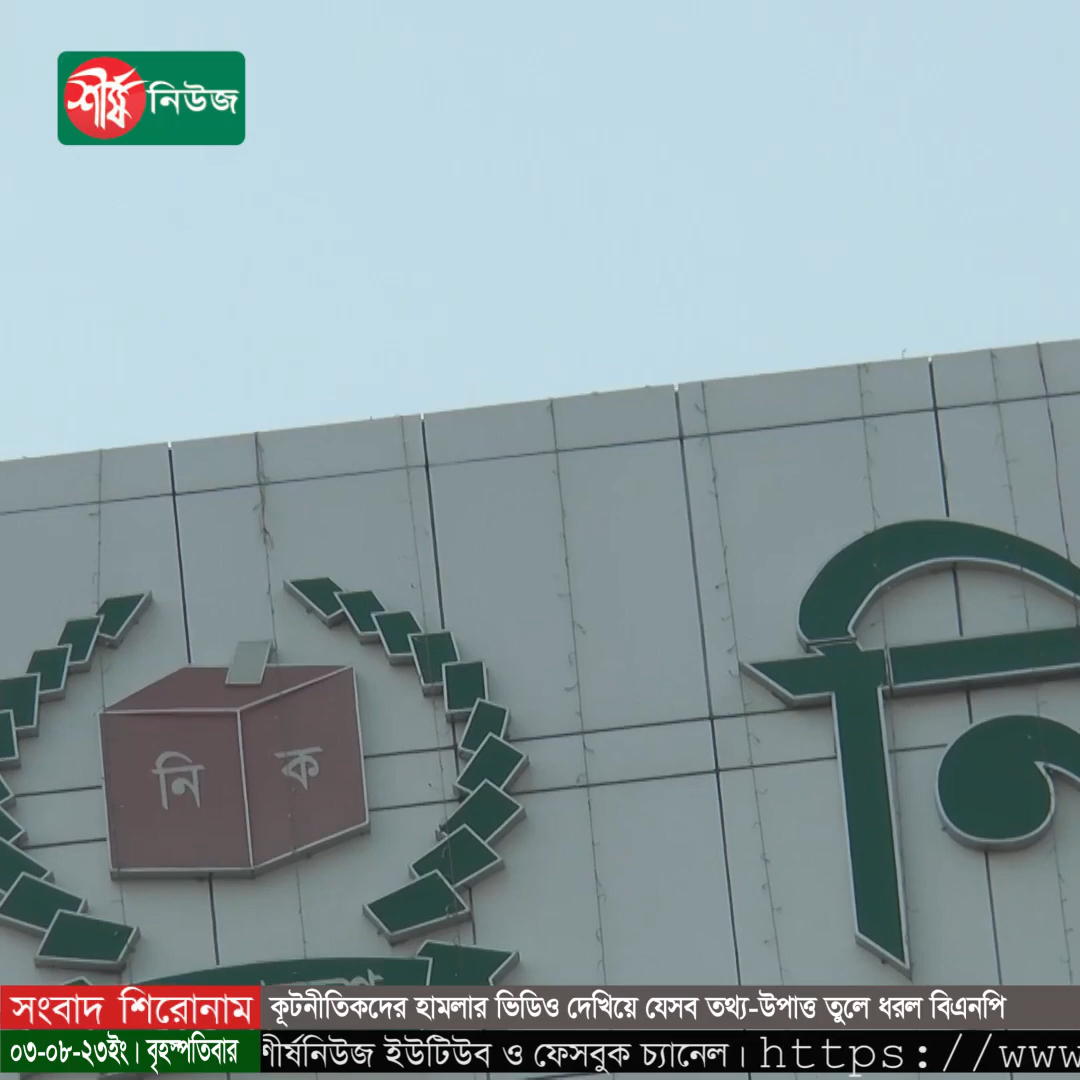 শীর্ষ নিউজ
নি ক
নি
সংবাদ শিরোনাম কূটনীতিকদের হামলার ভিডিও দেখিয়ে যেসব তথ্য-উপাত্ত তুলে ধরল বিএনপি
০৩-০৮-২৩ইং। বৃহস্পতিবার শীর্ষনিউজ ইউটিউব ও ফেসবুক চ্যানেল। https://www